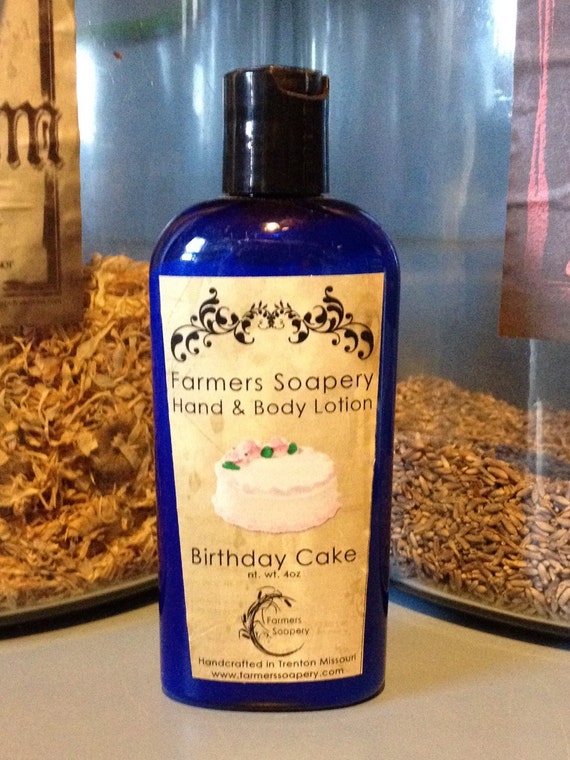 Farmers Soapery
Hand & Body Lotion
Birthday Cake
nt. wt. 4oz
Farmers
Soapery
Handcrafted in Trenton Missouri
www.farmerssoapery.com